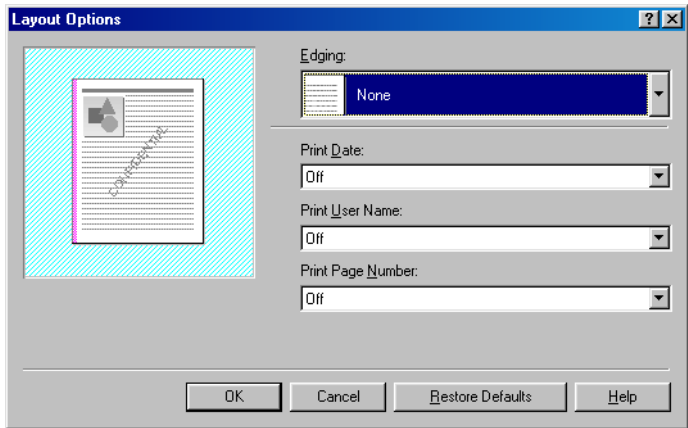 Layout Options
Edging:
None
CONFIDENTIAL
Print Date:
Off
Print User Name:
Off
Print Page Number:
Off
OK Cancel Restore Defaults Help